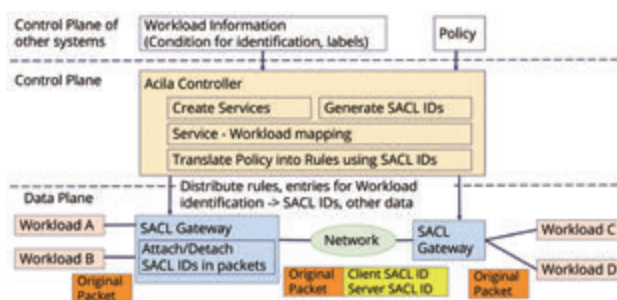 Control Plane of
other systems
Workload Information
(Condition for identification, labels)
Policy
Control Plane
Acila Controller
Create Services
Generate SACL IDs
Service - Workload mapping
Translate Policy into Rules using SACL IDs
Data Plane
Distribute rules, entries for Workload
identification -> SACL IDs, other data
Workload A
SACL Gateway
Network
SACL
Gateway
Workload C
Workload B
Attach/Detach
SACL IDs in packets
Workload D
Original
Packet
Original
Packet
Client SACL ID
Server SACL ID
Original
Packet